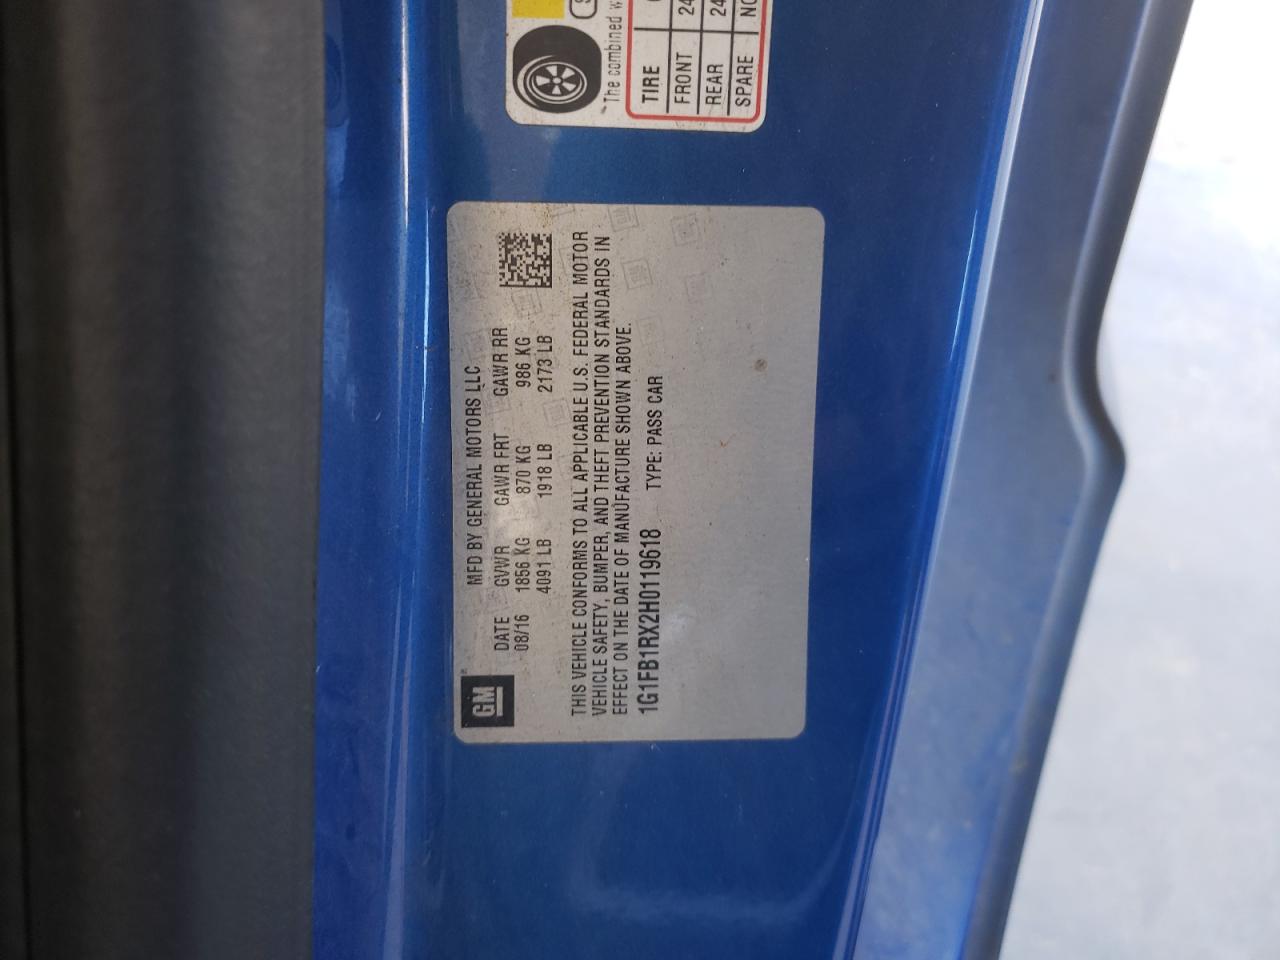 MFD BY GENERAL MOTORS LLC
DATE GVWR GAWR FRT GAWR RR
08/16 1856 KG 870 KG 986 KG
4091 LB 1918 LB 2173 LB
GM
THIS VEHICLE CONFORMS TO ALL APPLICABLE U.S. FEDERAL MOTOR
VEHICLE SAFETY, BUMPER, AND THEFT PREVENTION STANDARDS IN
EFFECT ON THE DATE OF MANUFACTURE SHOWN ABOVE.
1G1FB1RX2H0119618 TYPE: PASS CAR
The combined
TIRE
FRONT 24
REAR 24
SPARE